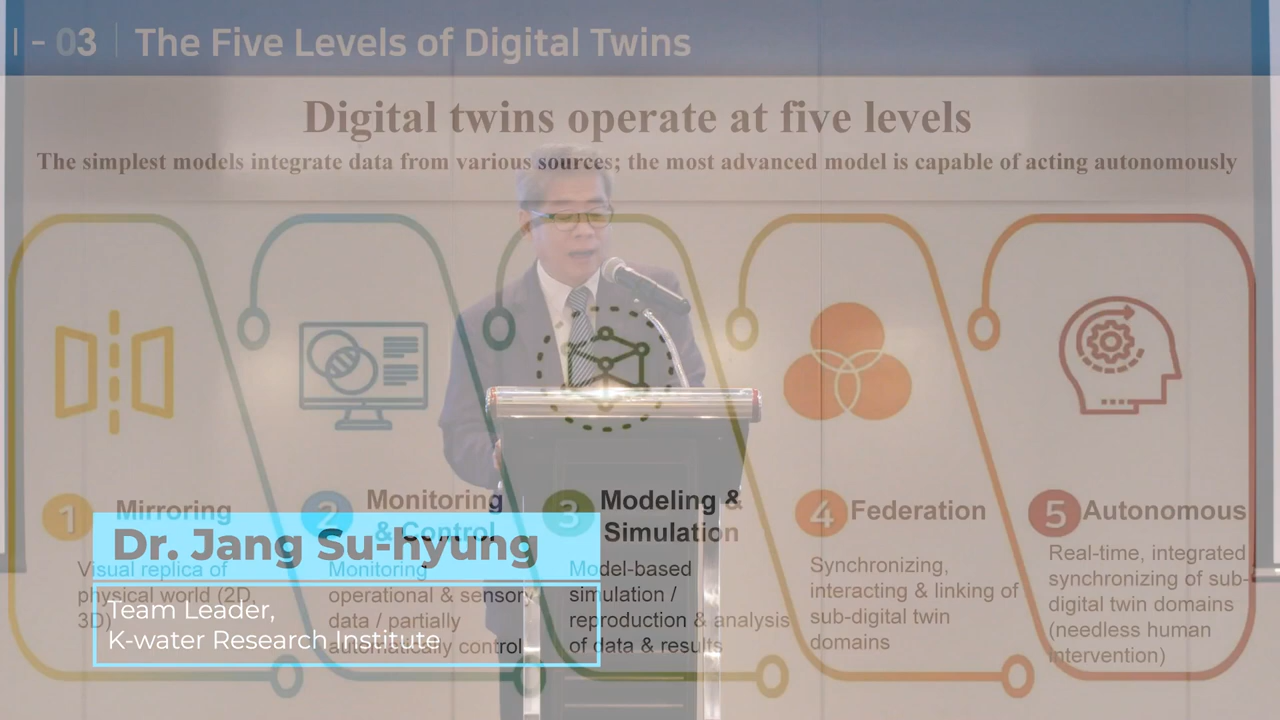 I - 03 | The Five Levels of Digital Twins
Digital twins operate at five levels
The simplest models integrate data from various sources; the most advanced model is capable of acting autonomously
1 Mirroring
Visual replica of
physical world (2D,
3D)
2 Monitoring
& Control
Monitoring
operational & sensory
data / partially
automatically control
3 Modeling &
Simulation
Model-based
simulation /
reproduction & analysis
of data & results
4 Federation
Synchronizing,
interacting & linking of
sub-digital twin
domains
5 Autonomous
Real-time, integrated
synchronizing of sub-
digital twin domains
(needless human
intervention)
Dr. Jang Su-hyung
Team Leader,
K-water Research Institute